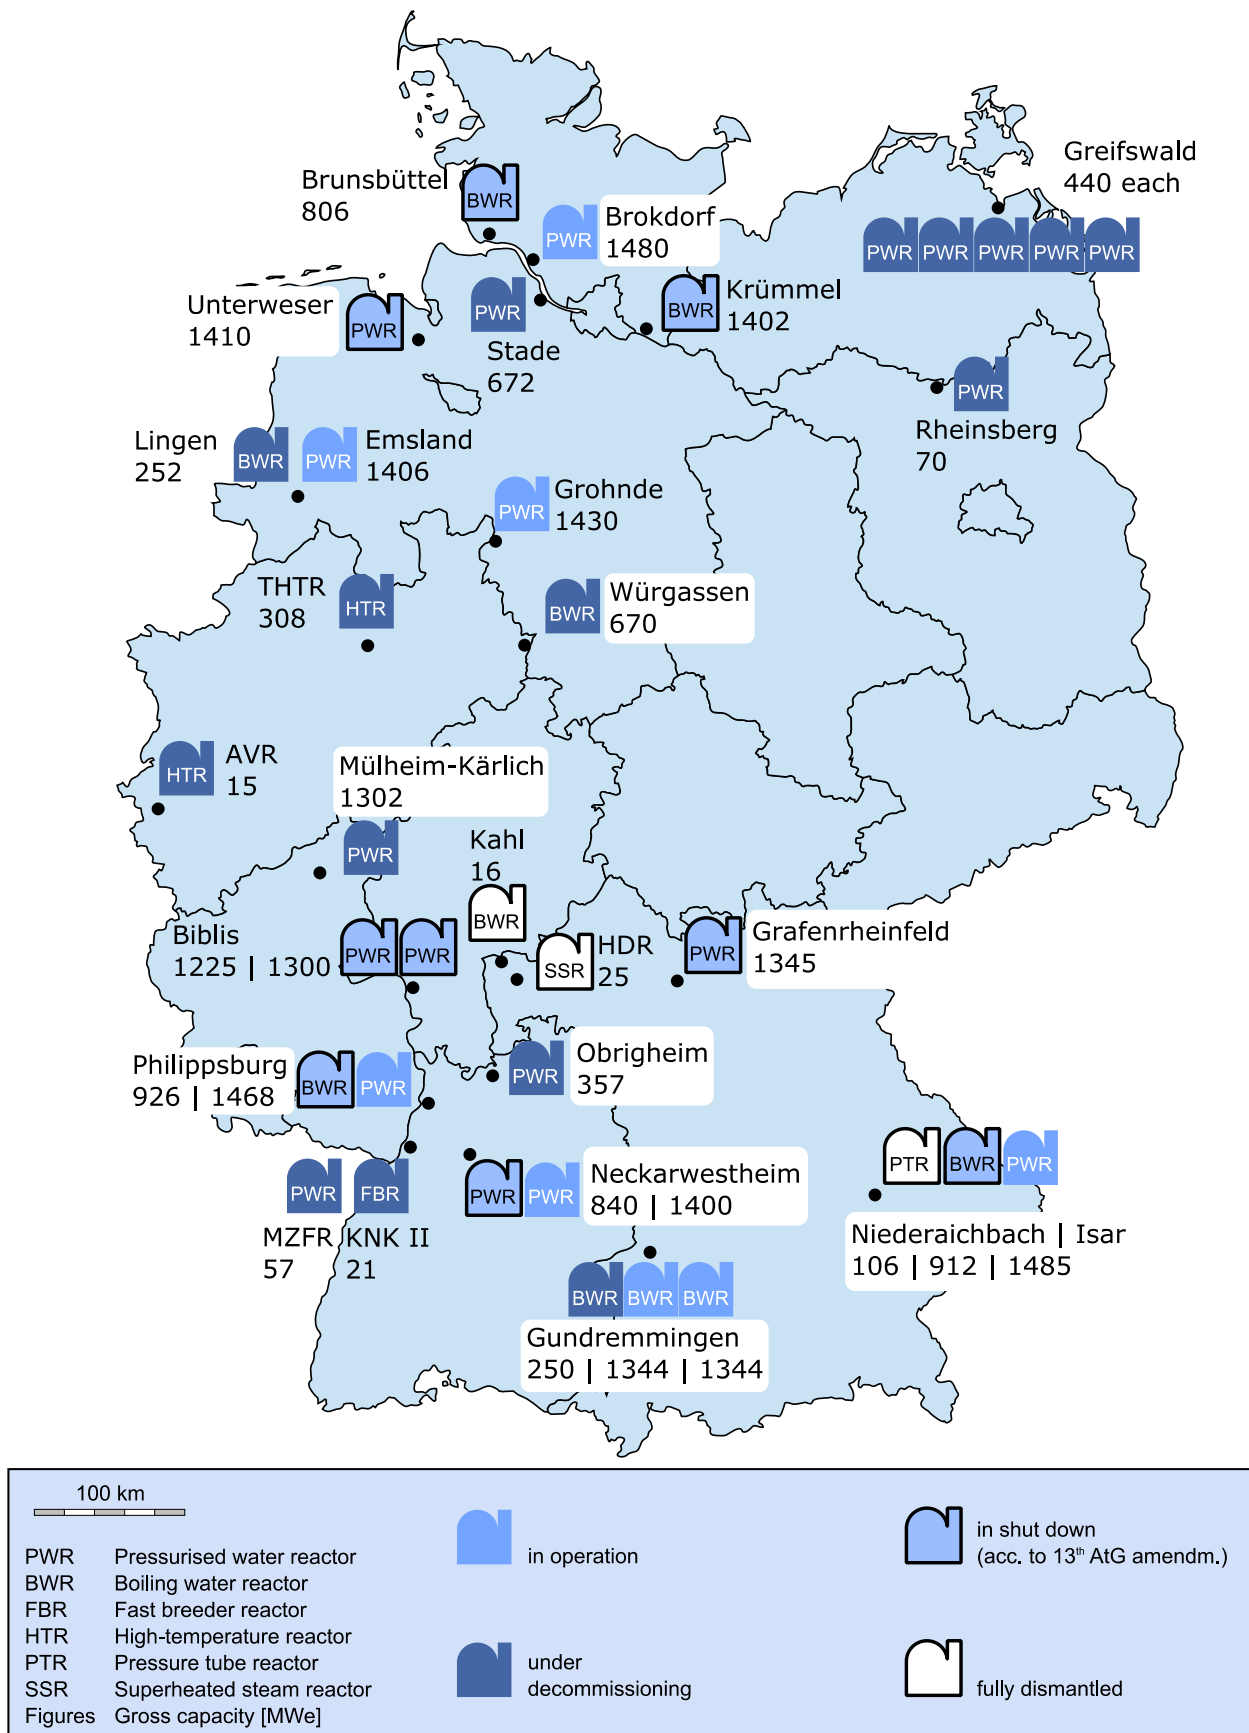 Greifswald
440 each
PWR PWR PWR PWR PWR
Brunsbüttel
806
BWR
PWR
Brokdorf
1480
Unterweser
1410
PWR
PWR
Stade
672
BWR
Krümmel
1402
PWR
Rheinsberg
70
Lingen
252
BWR
PWR
Emsland
1406
PWR
Grohnde
1430
THTR
308
HTR
BWR
Würgassen
670
HTR
AVR
15
Mülheim-Kärlich
1302
PWR
Kahl
16
BWR
Biblis
1225 | 1300
PWR PWR
SSR
HDR
25
PWR
Grafenrheinfeld
1345
Philippsburg
926 | 1468
BWR PWR
PWR
Obrigheim
357
PWR
MZFR
57
FBR
KNK II
21
PWR PWR
Neckarwestheim
840 | 1400
PTR BWR PWR
Niederaichbach | Isar
106 | 912 | 1485
BWR BWR BWR
Gundremmingen
250 | 1344 | 1344
100 km
PWR Pressurised water reactor
BWR Boiling water reactor
FBR Fast breeder reactor
HTR High-temperature reactor
PTR Pressure tube reactor
SSR Superheated steam reactor
Figures Gross capacity [MWe]
in operation
under
decommissioning
in shut down
(acc. to 13th AtG amendm.)
fully dismantled